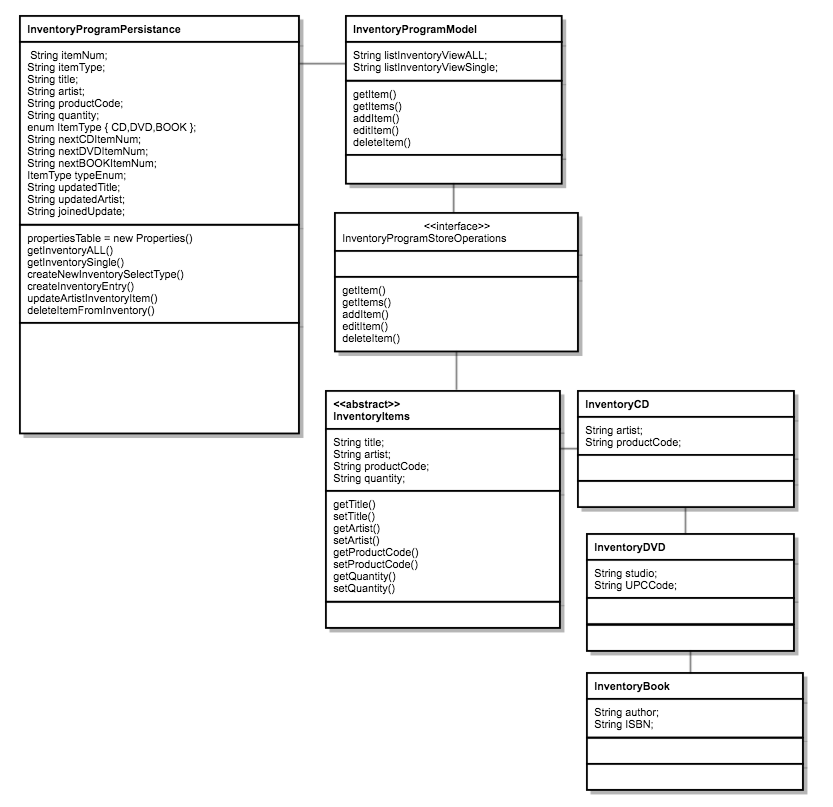 InventoryProgramPersistance
String itemNum;
String itemType;
String title;
String artist;
String productCode;
String quantity;
enum ItemType { CD,DVD,BOOK };
String nextCDItemNum;
String nextDVDItemNum;
String nextBOOKItemNum;
ItemType typeEnum;
String updatedTitle;
String updatedArtist;
String joinedUpdate;
propertiesTable = new Properties()
getInventoryALL()
getInventorySingle()
createNewInventorySelectType()
createInventoryEntry()
updateArtistInventoryItem()
deleteItemFromInventory()
InventoryProgramModel
String listInventoryViewALL;
String listInventoryViewSingle;
getItem()
getItems()
addItem()
editItem()
deleteItem()
<<interface>>
InventoryProgramStoreOperations
getItem()
getItems()
addItem()
editItem()
deleteItem()
<<abstract>>
InventoryItems
String title;
String artist;
String productCode;
String quantity;
getTitle()
setTitle()
getArtist()
setArtist()
getProductCode()
setProductCode()
getQuantity()
setQuantity()
InventoryCD
String artist;
String productCode;
InventoryDVD
String studio;
String UPCCode;
InventoryBook
String author;
String ISBN;